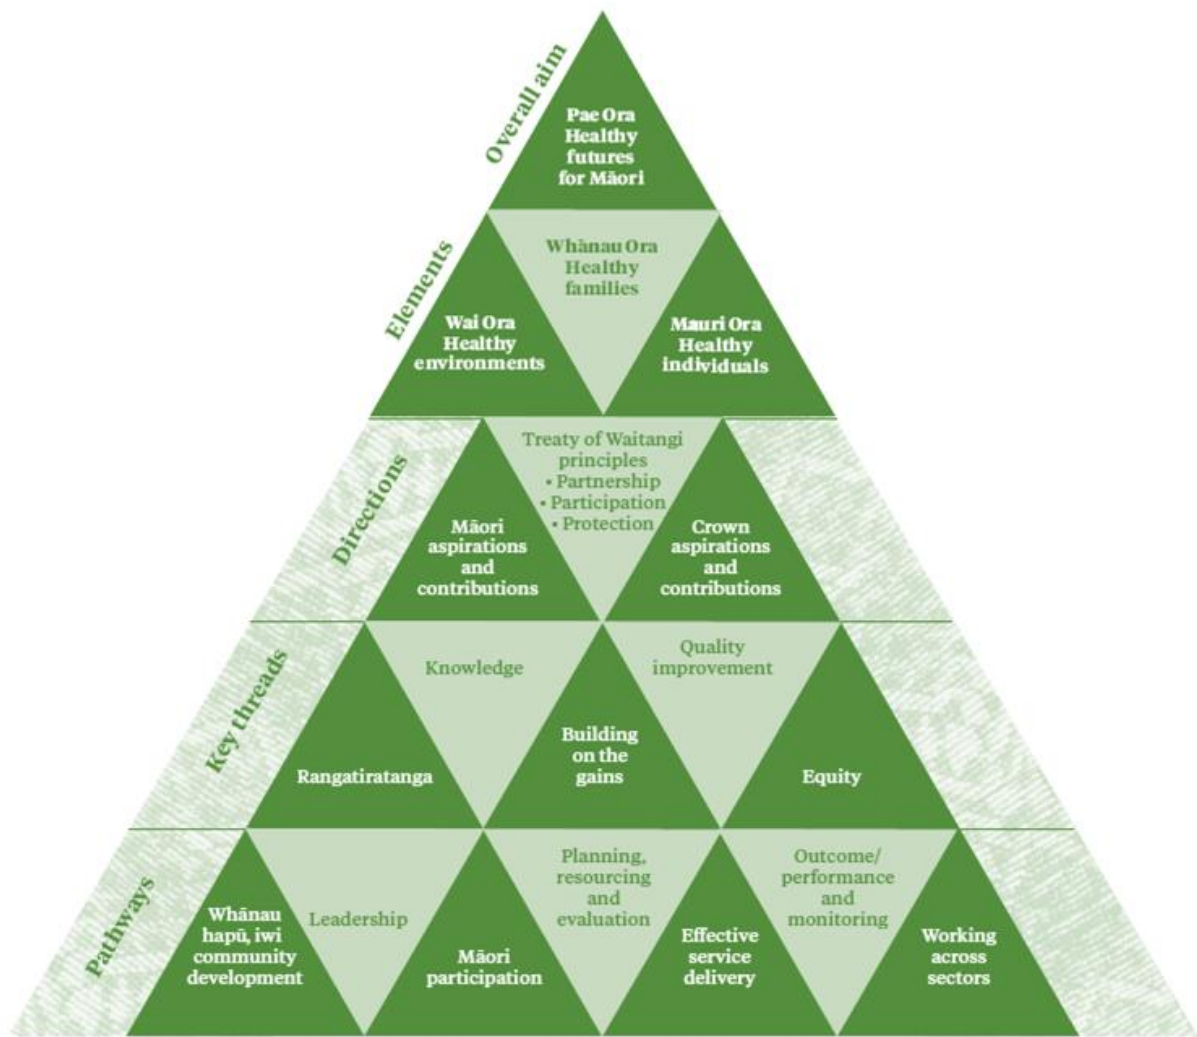 Overall aim
Pae Ora
Healthy
futures
for Māori
Elements
Whānau Ora
Healthy
families
Wai Ora
Healthy
environments
Mauri Ora
Healthy
individuals
Directions
Treaty of Waitangi
principles
• Partnership
• Participation
• Protection
Māori
aspirations
and
contributions
Crown
aspirations
and
contributions
Key threads
Knowledge
Quality
improvement
Rangatiratanga
Building
on the
gains
Equity
Pathways
Whānau
hapū, iwi
community
development
Leadership
Māori
participation
Planning,
resourcing
and
evaluation
Effective
service
delivery
Outcome/
performance
and
monitoring
Working
across
sectors